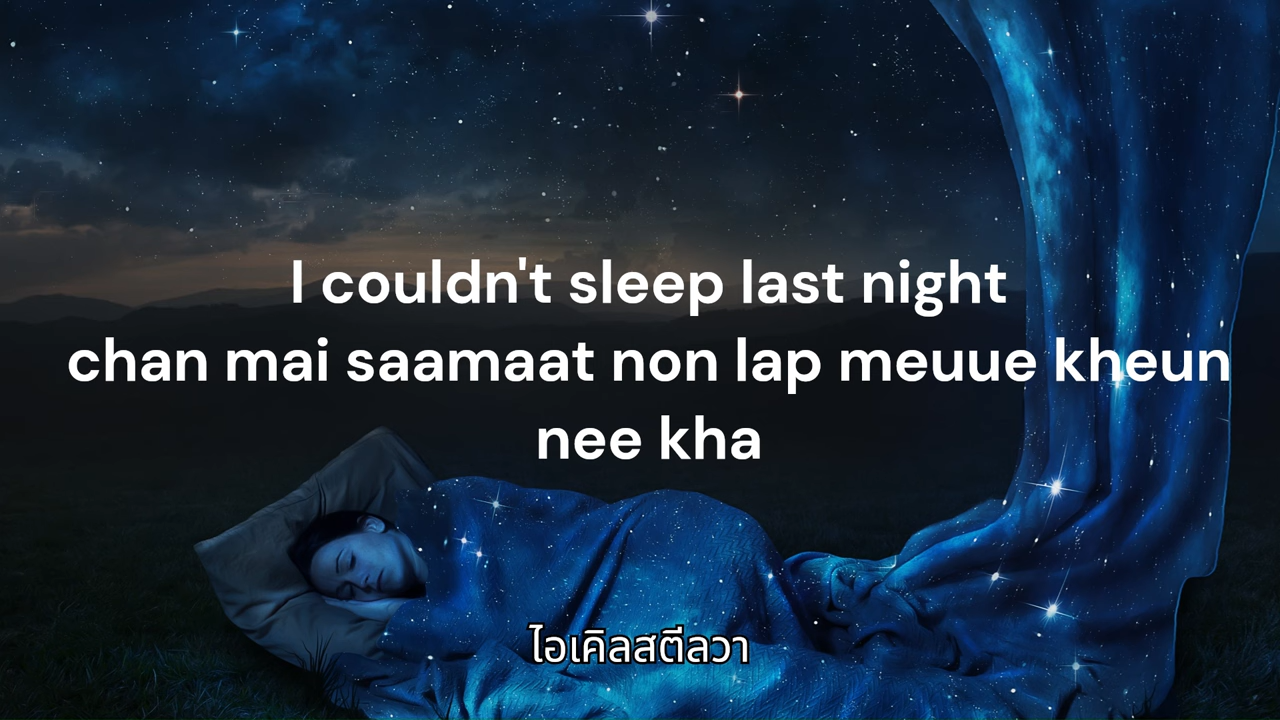 I couldn't sleep last night
chan mai saamaat non lap meuue kheun
nee kha
ไอเคิลสตีลวา